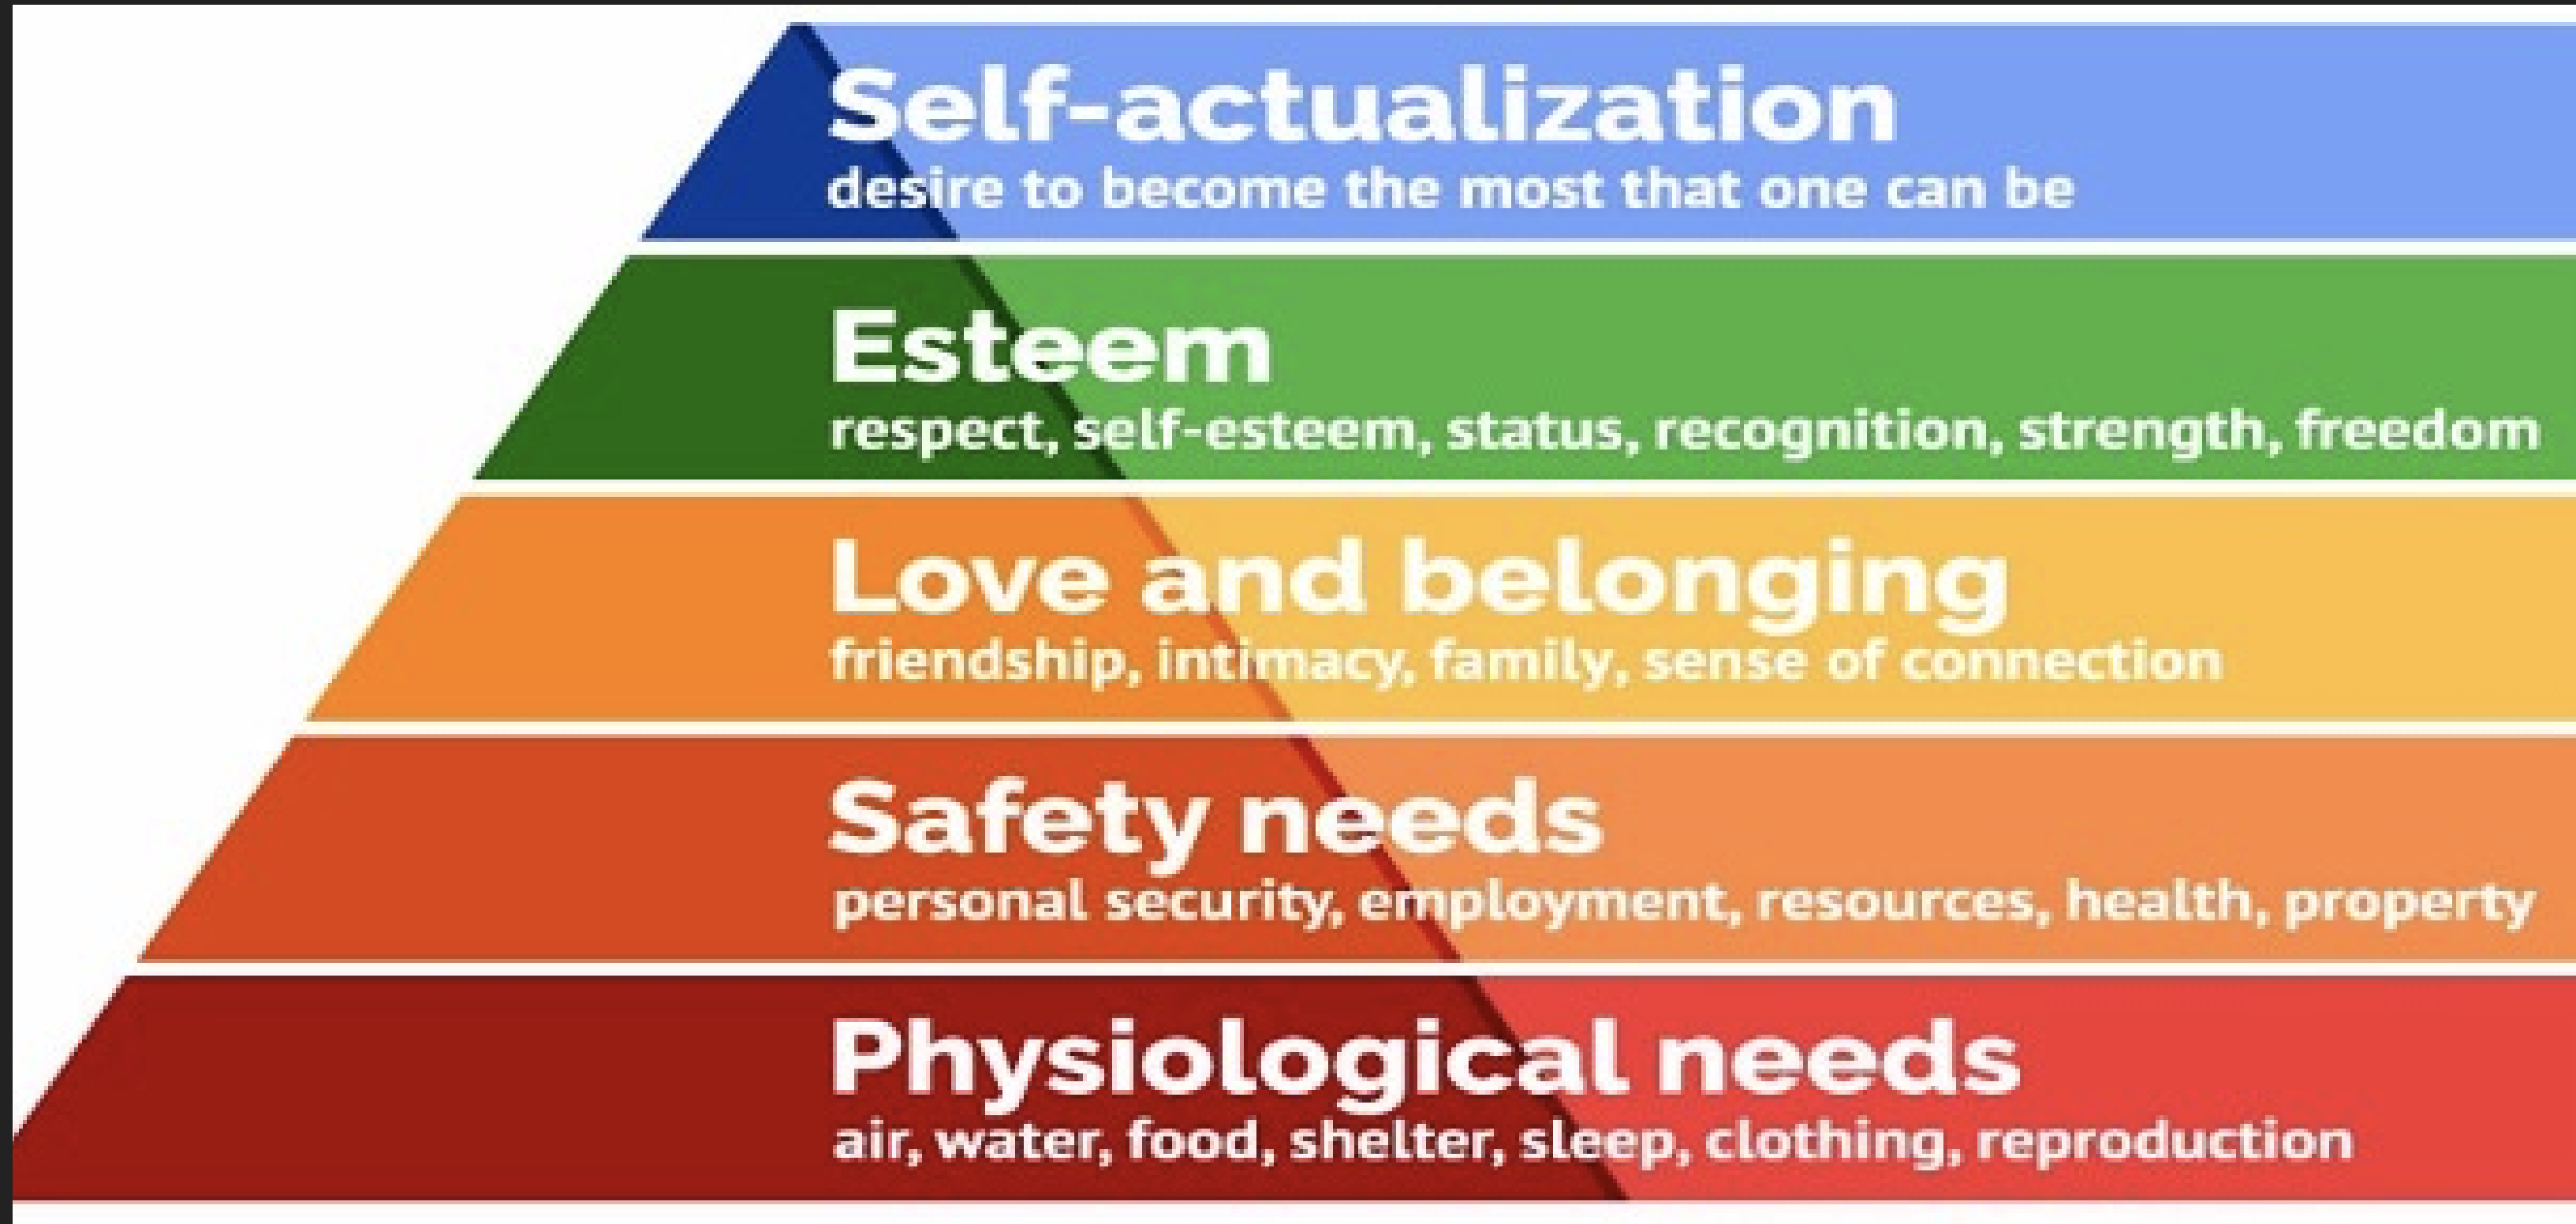 Self-actualization
desire to become the most that one can be
Esteem
respect, self-esteem, status, recognition, strength, freedom
Love and belonging
friendship, intimacy, family, sense of connection
Safety needs
personal security, employment, resources, health, property
Physiological needs
air, water, food, shelter, sleep, clothing, reproduction